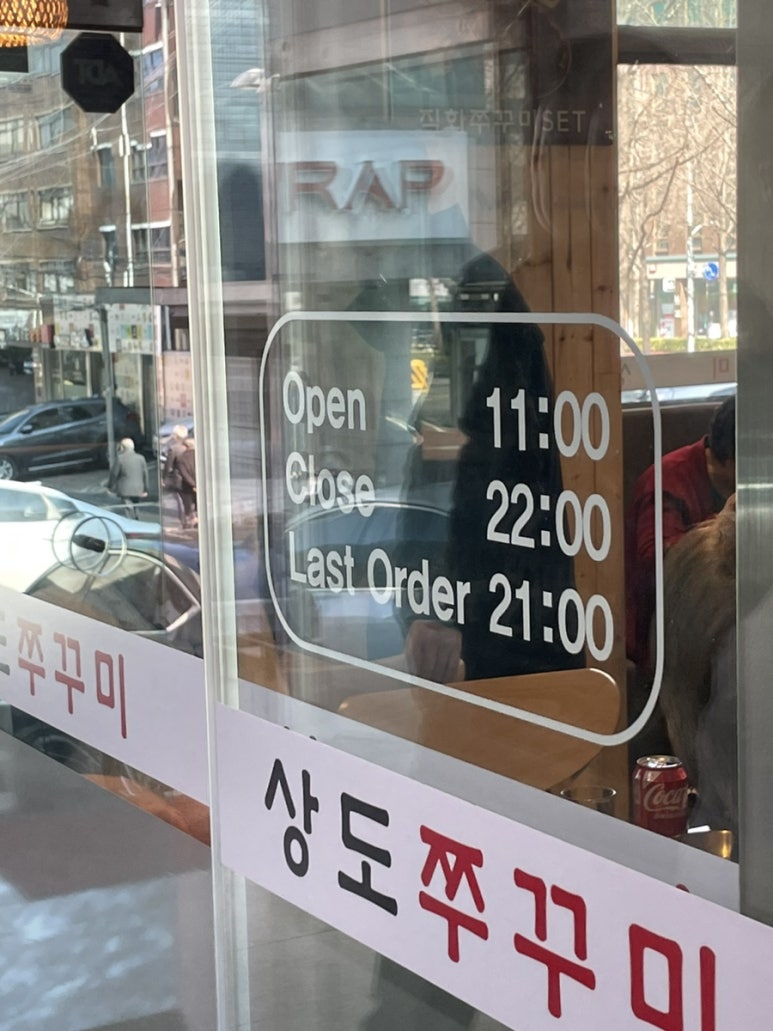 직화쭈꾸미SET
RAP
Open 11:00
Close 22:00
Last Order 21:00
쭈꾸미
상도쭈꾸미
Coca